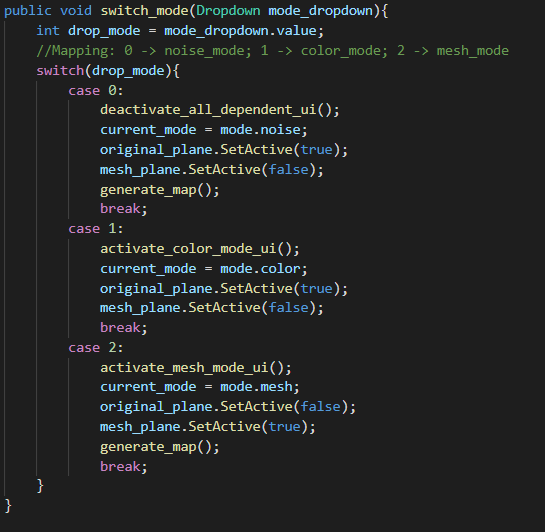 public void switch_mode(Dropdown mode_dropdown){
    int drop_mode = mode_dropdown.value;
    //Mapping: 0 -> noise_mode; 1 -> color_mode; 2 -> mesh_mode
    switch(drop_mode){
        case 0:
            deactivate_all_dependent_ui();
            current_mode = mode.noise;
            original_plane.SetActive(true);
            mesh_plane.SetActive(false);
            generate_map();
            break;
        case 1:
            activate_color_mode_ui();
            current_mode = mode.color;
            original_plane.SetActive(true);
            mesh_plane.SetActive(false);
            break;
        case 2:
            activate_mesh_mode_ui();
            current_mode = mode.mesh;
            original_plane.SetActive(false);
            mesh_plane.SetActive(true);
            generate_map();
            break;
    }
}